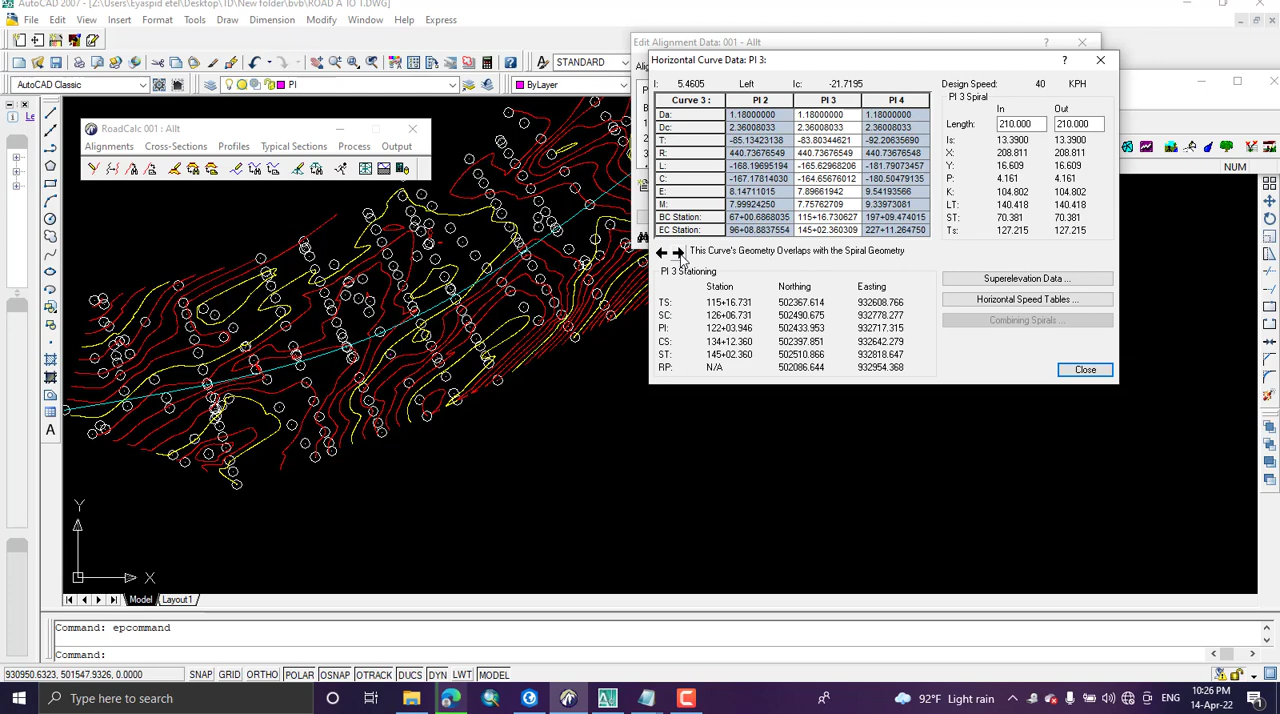 AutoCAD 2007 - [Z:\Users\Eyaspid etel\Desktop\TD\New folder\bvb\ROAD A TO T.DWG]
File Edit View Insert Format Tools Draw Dimension Modify Window Help Express
STANDARD
AutoCAD Classic
PI
ByLayer
Edit Alignment Data: 001 - Allt
?
Horizontal Curve Data: PI 3:
?
RoadCalc 001 : Allt
Alignments Cross-Sections Profiles Typical Sections Process Output
I: 5.4605 Left Ic: -21.7195 Design Speed: 40 KPH
Curve 3 : PI 2 PI 3 PI 4
Da: 1.18000000 1.18000000 1.18000000
Dc: 2.36008033 2.36008033 2.36008033
T: -85.13423138 -83.80344621 -92.20635690
R: 440.73676549 440.73676549 440.73676549
L: -168.19695194 -165.62968206 -181.79073457
C: -167.17814030 -164.65676012 -180.50479135
E: 8.14711015 7.89661942 9.54193566
M: 7.99924250 7.75762709 9.33973081
BC Station: 67+00.6868035 115+16.730627 197+09.474015
EC Station: 96+08.8837554 145+02.360309 227+11.264750
PI 3 Spiral
In Out
Length: 210.000 210.000
Is: 13.3900 13.3900
X: 208.811 208.811
Y: 16.609 16.609
P: 4.161 4.161
K: 104.802 104.802
LT: 140.418 140.418
ST: 70.381 70.381
Ts: 127.215 127.215
This Curve's Geometry Overlaps with the Spiral Geometry
PI 3 Stationing
Station Northing Easting
TS: 115+16.731 502367.614 932608.766
SC: 126+06.731 502490.675 932778.277
PI: 122+03.946 502433.953 932717.315
CS: 134+12.360 502397.851 932642.279
ST: 145+02.360 502510.866 932818.647
RP: N/A 502086.644 932954.368
Superelevation Data ...
Horizontal Speed Tables ...
Combining Spirals ...
Close
NUM
Y
X
Model Layout1
Command: epcommand
Command:
930950.6323, 501547.9326, 0.0000 SNAP GRID ORTHO POLAR OSNAP OTRACK DUCS DYN LWT MODEL
Type here to search
92°F Light rain
ENG
10:26 PM
14-Apr-22
1